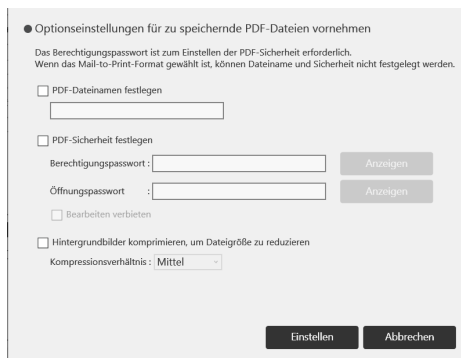 Optionseinstellungen für zu speichernde PDF-Dateien vornehmen
Das Berechtigungspasswort ist zum Einstellen der PDF-Sicherheit erforderlich.
Wenn das Mail-to-Print-Format gewählt ist, können Dateiname und Sicherheit nicht festgelegt werden.
PDF-Dateinamen festlegen
PDF-Sicherheit festlegen
Berechtigungspasswort : Anzeigen
Öffnungspasswort : Anzeigen
Bearbeiten verbieten
Hintergrundbilder komprimieren, um Dateigröße zu reduzieren
Kompressionsverhältnis : Mittel
Einstellen Abbrechen